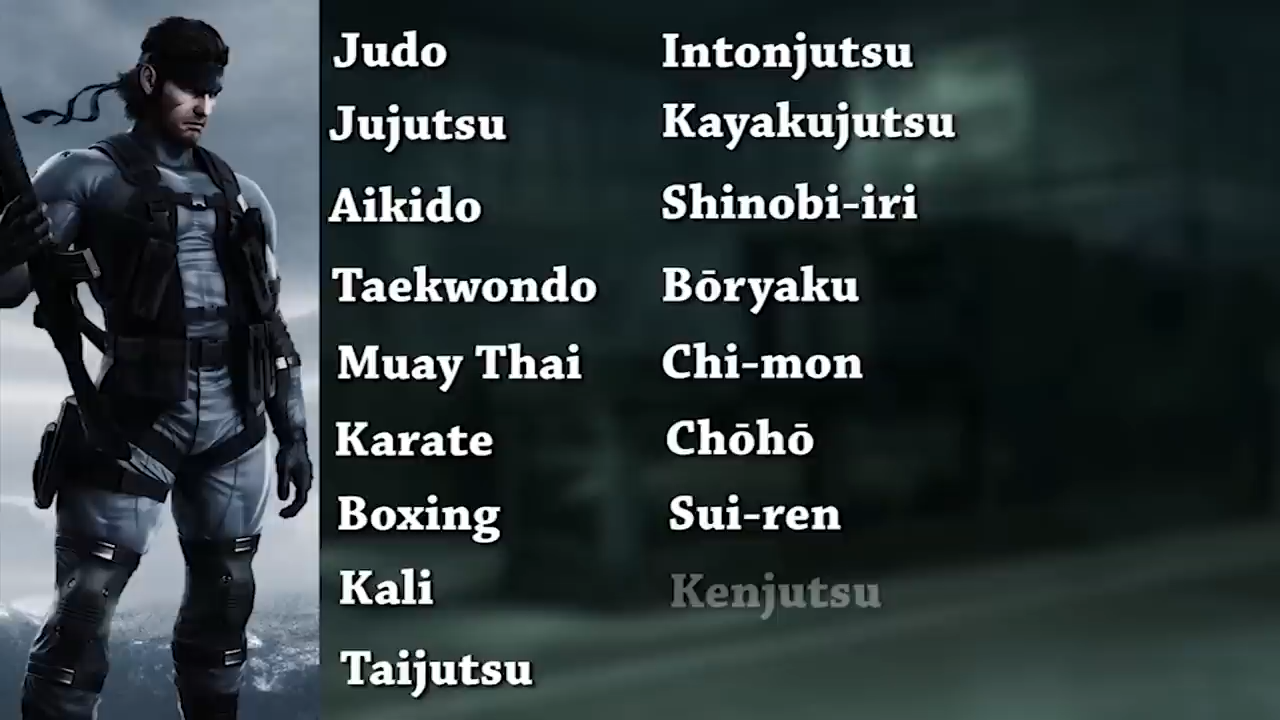 Judo
Jujutsu
Aikido
Taekwondo
Muay Thai
Karate
Boxing
Kali
Taijutsu
Intonjutsu
Kayakujutsu
Shinobi-iri
Bōryaku
Chi-mon
Chōhō
Sui-ren
Kenjutsu